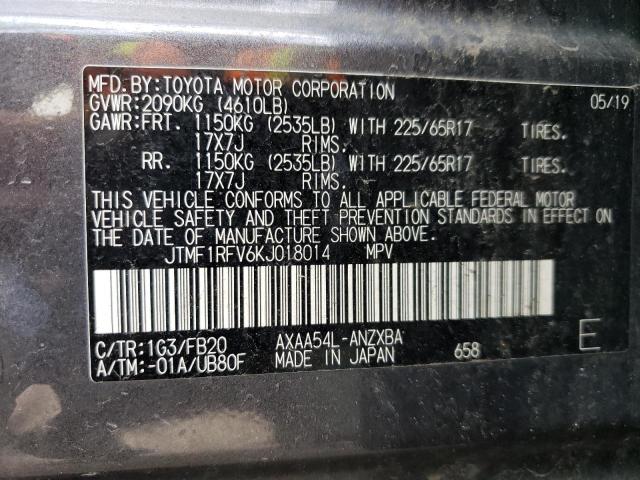 MFD.BY:TOYOTA MOTOR CORPORATION 05/19
GVWR:2090KG (4610LB)
GAWR:FRT. 1150KG (2535LB) WITH 225/65R17 TIRES.
17X7J RIMS.
RR. 1150KG (2535LB) WITH 225/65R17 TIRES.
17X7J RIMS.
THIS VEHICLE CONFORMS TO ALL APPLICABLE FEDERAL MOTOR
VEHICLE SAFETY AND THEFT PREVENTION STANDARDS IN EFFECT ON
THE DATE OF MANUFACTURE SHOWN ABOVE.
JTMF1RFV6KJ018014 MPV
C/TR:1G3/FB20 AXAA54L-ANZXBA
A/TM:-01A/UB80F MADE IN JAPAN 658 E